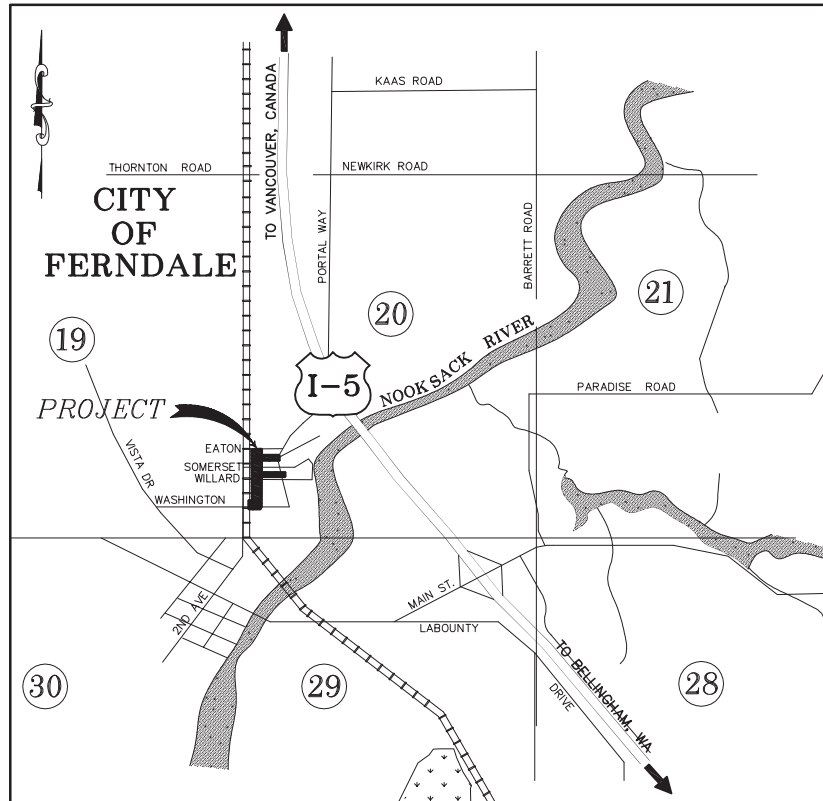 KAAS ROAD
TO VANCOUVER, CANADA
THORNTON ROAD
NEWKIRK ROAD
CITY
OF
FERNDALE
PORTAL WAY
BARRETT ROAD
21
20
19
NOOKSACK RIVER
I-5
PARADISE ROAD
PROJECT
EATON
SOMERSET
WILLARD
VISTA DR
WASHINGTON
2ND AVE
MAIN ST.
LABOUNTY
DRIVE
TO BELLINGHAM, WA
30
29
28